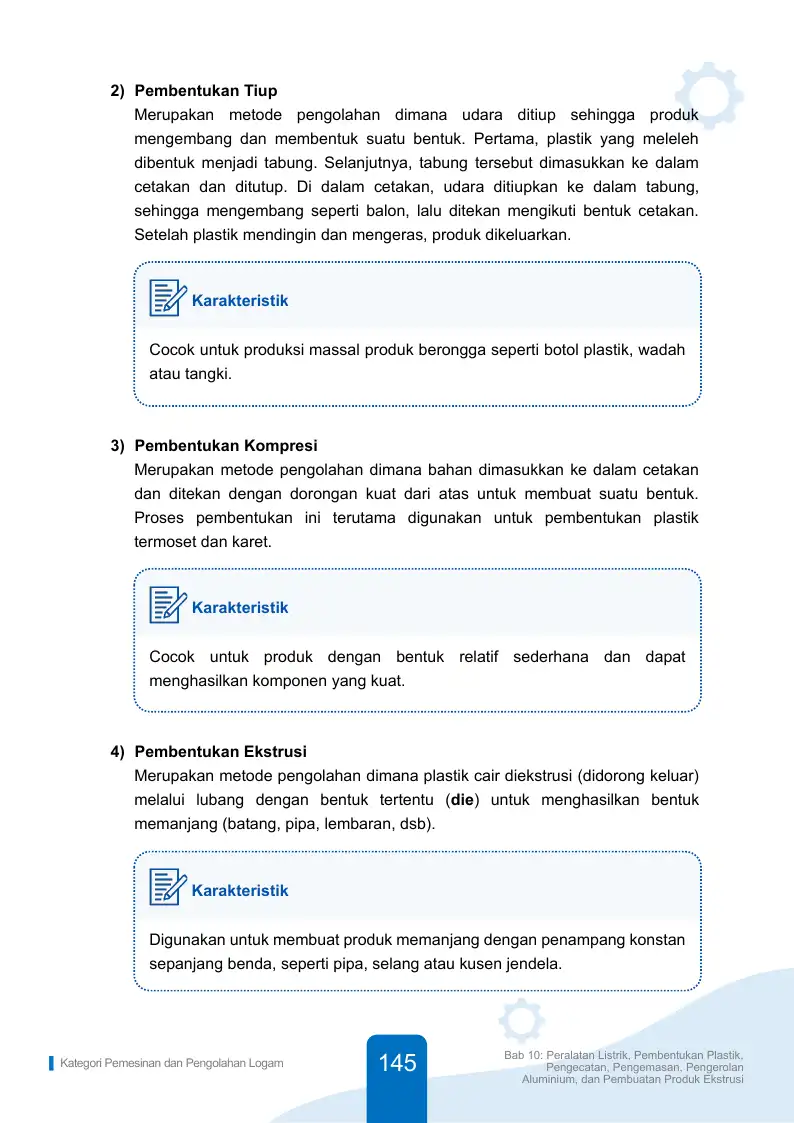 2) Pembentukan Tiup
Merupakan metode pengolahan dimana udara ditiup sehingga produk
mengembang dan membentuk suatu bentuk. Pertama, plastik yang meleleh
dibentuk menjadi tabung. Selanjutnya, tabung tersebut dimasukkan ke dalam
cetakan dan ditutup. Di dalam cetakan, udara ditiupkan ke dalam tabung,
sehingga mengembang seperti balon, lalu ditekan mengikuti bentuk cetakan.
Setelah plastik mendingin dan mengeras, produk dikeluarkan.
Karakteristik
Cocok untuk produksi massal produk berongga seperti botol plastik, wadah
atau tangki.
3) Pembentukan Kompresi
Merupakan metode pengolahan dimana bahan dimasukkan ke dalam cetakan
dan ditekan dengan dorongan kuat dari atas untuk membuat suatu bentuk.
Proses pembentukan ini terutama digunakan untuk pembentukan plastik
termoset dan karet.
Karakteristik
Cocok untuk produk dengan bentuk relatif sederhana dan dapat
menghasilkan komponen yang kuat.
4) Pembentukan Ekstrusi
Merupakan metode pengolahan dimana plastik cair diekstrusi (didorong keluar)
melalui lubang dengan bentuk tertentu (die) untuk menghasilkan bentuk
memanjang (batang, pipa, lembaran, dsb).
Karakteristik
Digunakan untuk membuat produk memanjang dengan penampang konstan
sepanjang benda, seperti pipa, selang atau kusen jendela.
Kategori Pemesinan dan Pengolahan Logam
145
Bab 10: Peralatan Listrik, Pembentukan Plastik,
Pengecatan, Pengemasan, Pengerolan
Aluminium, dan Pembuatan Produk Ekstrusi